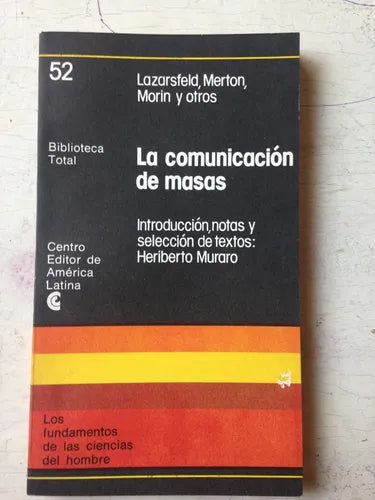 52
Lazarsfeld, Merton,
Morin y otros
Biblioteca
Total
La comunicación
de masas
Introducción, notas y
selección de textos:
Heriberto Muraro
Centro
Editor de
América
Latina
Los
fundamentos
de las ciencias
del hombre